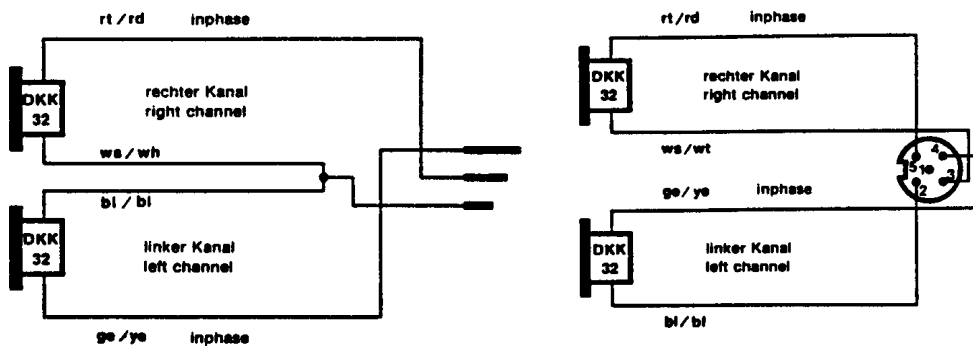 rt / rd inphase
DKK
32
rechter Kanal
right channel
ws / wh
bl / bl
DKK
32
linker Kanal
left channel
ge / ye inphase
rt / rd inphase
DKK
32
rechter Kanal
right channel
ws / wt
5 4
1
2 3
ge / ye inphase
DKK
32
linker Kanal
left channel
bl / bl